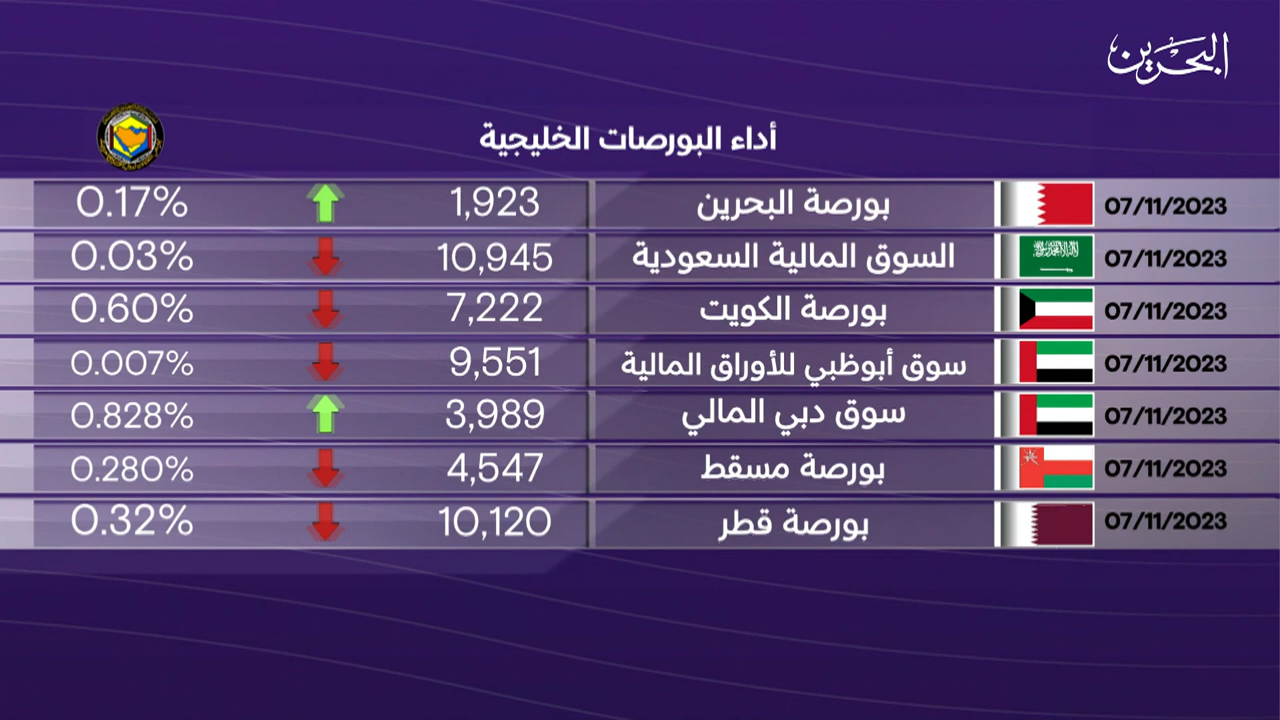 البحرين
أداء البورصات الخليجية
07/11/2023 بورصة البحرين 1,923 0.17%
07/11/2023 السوق المالية السعودية 10,945 0.03%
07/11/2023 بورصة الكويت 7,222 0.60%
07/11/2023 سوق أبوظبي للأوراق المالية 9,551 0.007%
07/11/2023 سوق دبي المالي 3,989 0.828%
07/11/2023 بورصة مسقط 4,547 0.280%
07/11/2023 بورصة قطر 10,120 0.32%